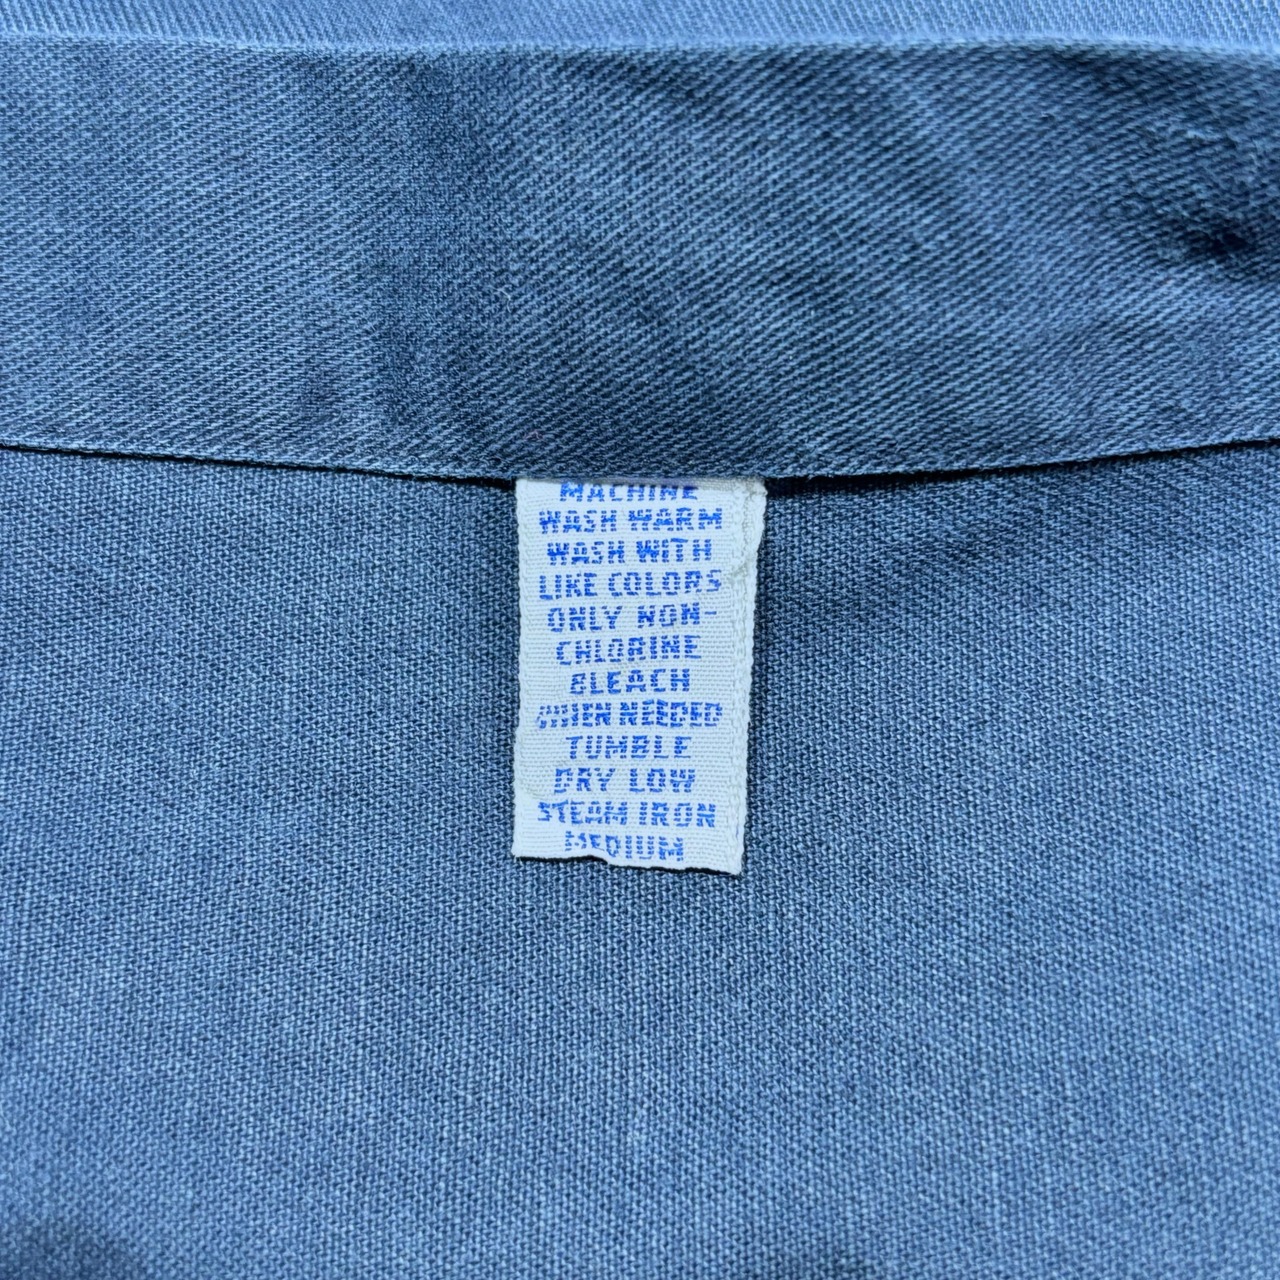 MACHINE
WASH WARM
WASH WITH
LIKE COLORS
ONLY NON-
CHLORINE
BLEACH
WHEN NEEDED
TUMBLE
DRY LOW
STEAM IRON
MEDIUM